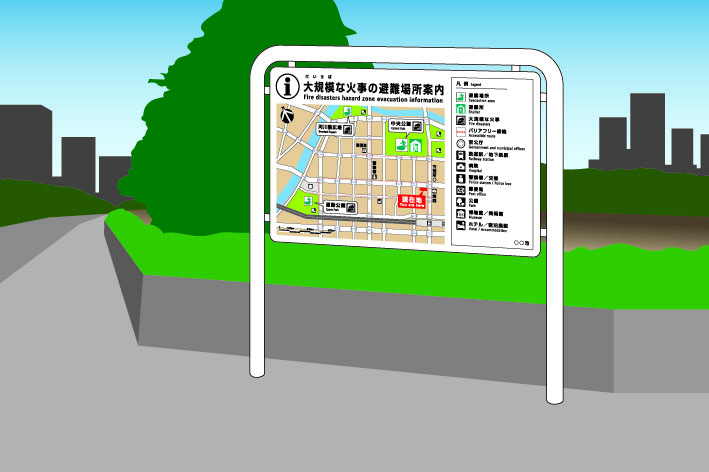 だいきぼ
大規模な火事の避難場所案内
Fire disasters hazard zone evacuation information
凡 例 Legend
避難場所
Evacuation area
避難所
Shelter
大規模な火事
Fire disasters
バリアフリー経路
Accessible route
官公庁
Government and municipal offices
鉄道駅／地下鉄駅
Railway station
病院
Hospital
警察署／交番
Police station / Police box
郵便局
Post office
公園
Park
博物館／美術館
Museum
ホテル／宿泊施設
Hotel / Accommodation
中央公園
河川敷広場
現在地
You are here
運動公園
○○市